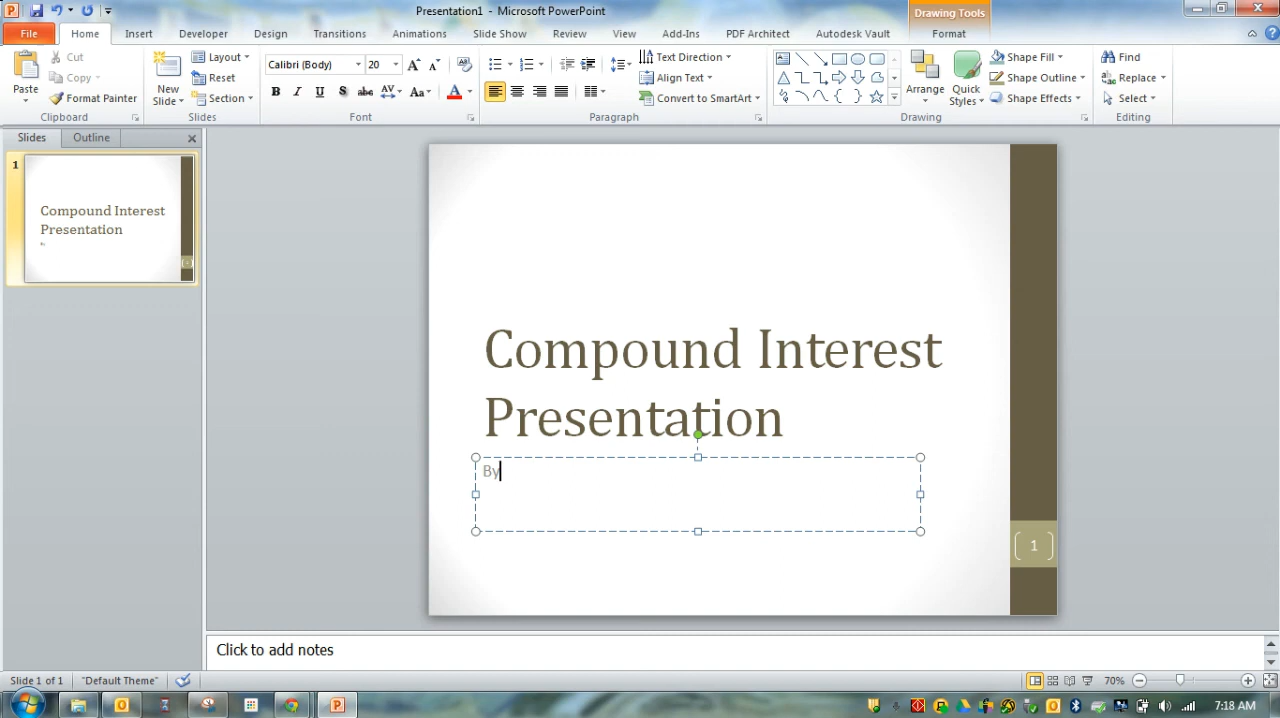 Presentation1 - Microsoft PowerPoint
Drawing Tools
File Home Insert Developer Design Transitions Animations Slide Show Review View Add-Ins PDF Architect Autodesk Vault Format
Paste
Cut
Copy
Format Painter
Clipboard
New Slide
Layout
Reset
Section
Slides
Calibri (Body) 20
B I U S abc AV Aa A
Font
Text Direction
Align Text
Convert to SmartArt
Paragraph
Arrange
Quick Styles
Shape Fill
Shape Outline
Shape Effects
Drawing
Find
Replace
Select
Editing
Slides Outline
1
Compound Interest
Presentation
Compound Interest
Presentation
By
1
Click to add notes
Slide 1 of 1 "Default Theme" 70%
7:18 AM